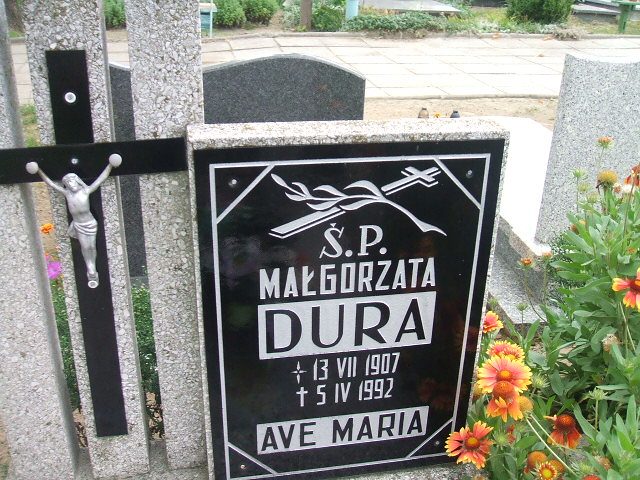 Ś.P.
MAŁGORZATA
DURA
13 VII 1907
† 5 IV 1992
AVE MARIA